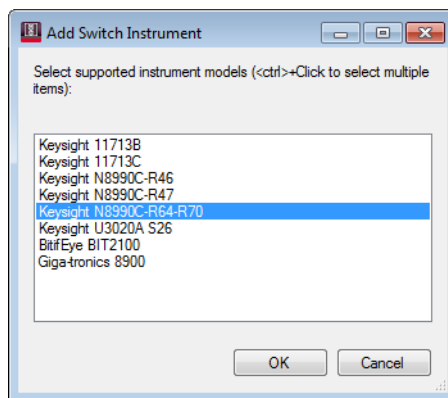 Add Switch Instrument
Select supported instrument models (<ctrl>+Click to select multiple
items):
Keysight 11713B
Keysight 11713C
Keysight N8990C-R46
Keysight N8990C-R47
Keysight N8990C-R64-R70
Keysight U3020A S26
BitifEye BIT2100
Giga-tronics 8900
OK
Cancel